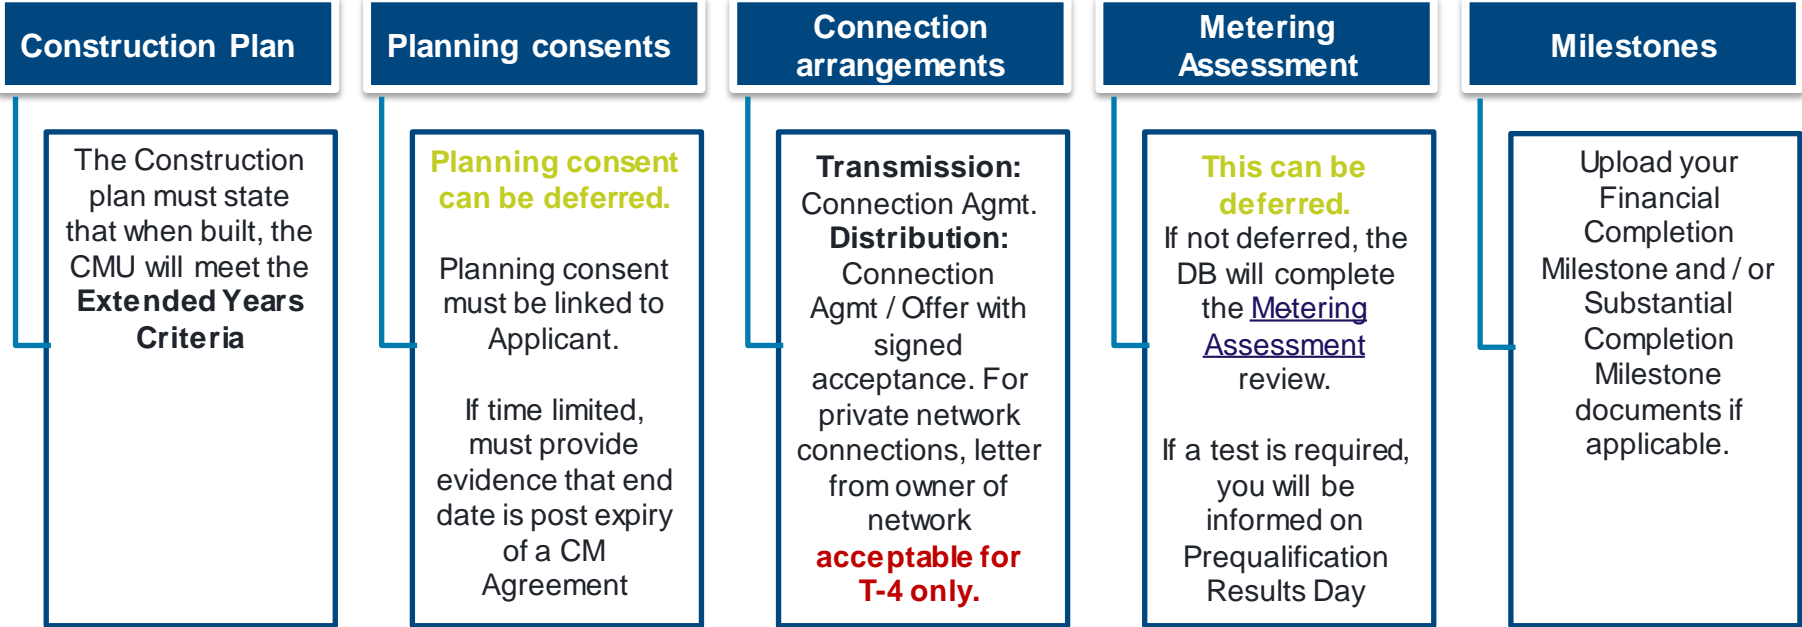 Construction Plan
The Construction
plan must state
that when built, the
CMU will meet the
Extended Years
Criteria
Planning consents
Planning consent
can be deferred.
Planning consent
must be linked to
Applicant.
If time limited,
must provide
evidence that end
date is post expiry
of a CM
Agreement
Connection
arrangements
Transmission:
Connection Agmt.
Distribution:
Connection
Agmt / Offer with
signed
acceptance. For
private network
connections, letter
from owner of
network
acceptable for
T-4 only.
Metering
Assessment
This can be
deferred.
If not deferred, the
DB will complete
the Metering
Assessment
review.
If a test is required,
you will be
informed on
Prequalification
Results Day
Milestones
Upload your
Financial
Completion
Milestone and / or
Substantial
Completion
Milestone
documents if
applicable.